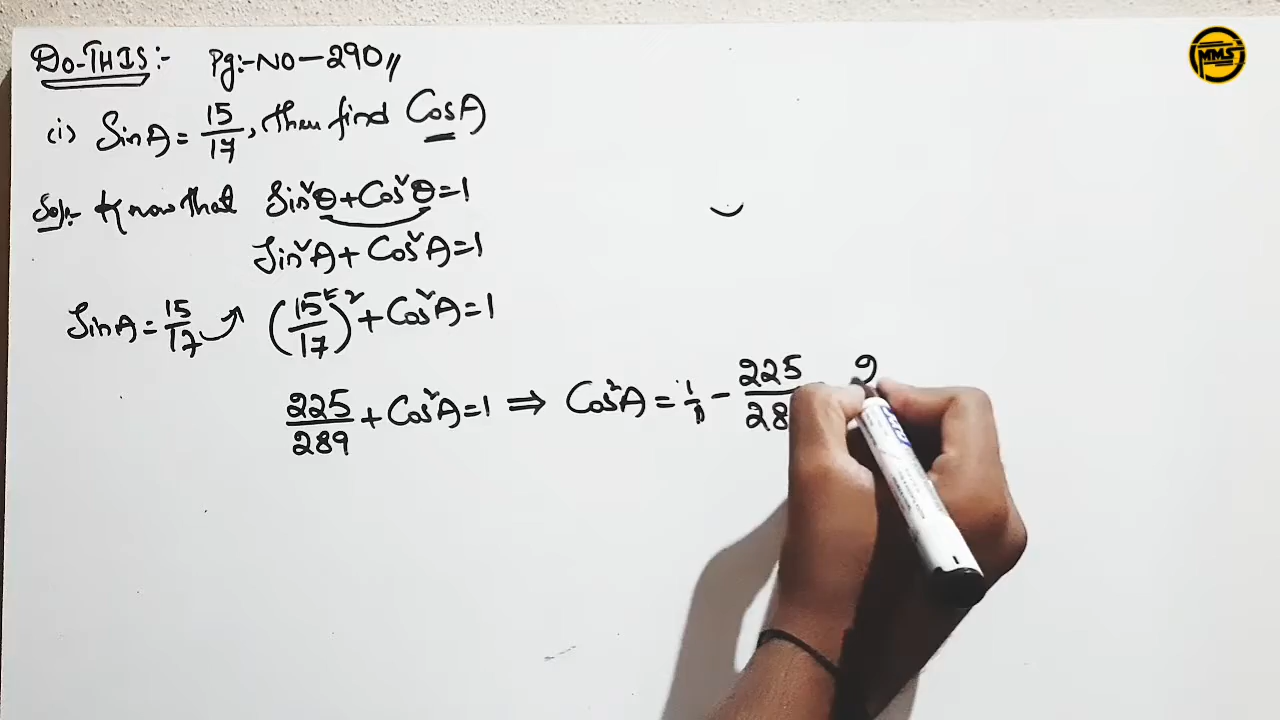 DO-THIS:- Pg:-NO-290//
(i) SinA = 15/17, then find CosA
Sol:- Know that Sin²θ+Cos²θ=1
Sin²A+Cos²A=1
SinA=15/17 (15/17)²+Cos²A=1
225/289+Cos²A=1 ⇒ Cos²A=1/1-225/28
MMS